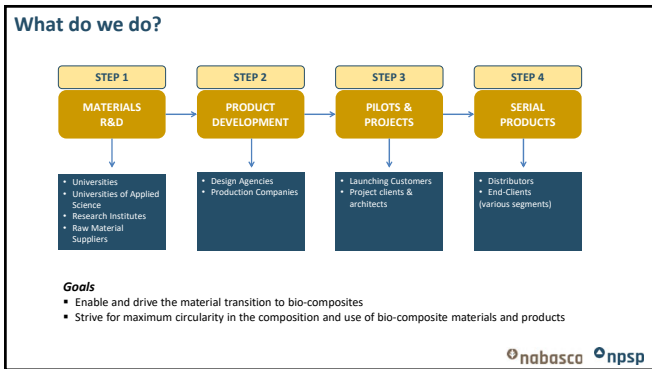 What do we do?
STEP 1
STEP 2
STEP 3
STEP 4
MATERIALS
R&D
PRODUCT
DEVELOPMENT
PILOTS &
PROJECTS
SERIAL
PRODUCTS
• Universities
• Universities of Applied
Science
• Research Institutes
• Raw Material
Suppliers
• Design Agencies
• Production Companies
• Launching Customers
• Project clients &
architects
• Distributors
• End-Clients
(various segments)
Goals
▪ Enable and drive the material transition to bio-composites
▪ Strive for maximum circularity in the composition and use of bio-composite materials and products
nabasco npsp